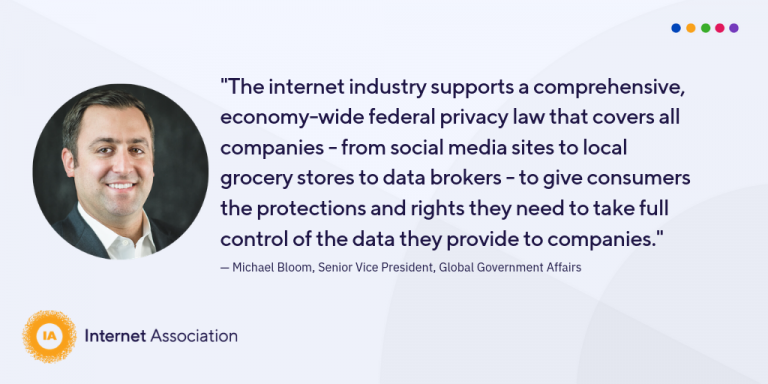 "The internet industry supports a comprehensive,
economy-wide federal privacy law that covers all
companies - from social media sites to local
grocery stores to data brokers - to give consumers
the protections and rights they need to take full
control of the data they provide to companies."
— Michael Bloom, Senior Vice President, Global Government Affairs
IA
Internet Association